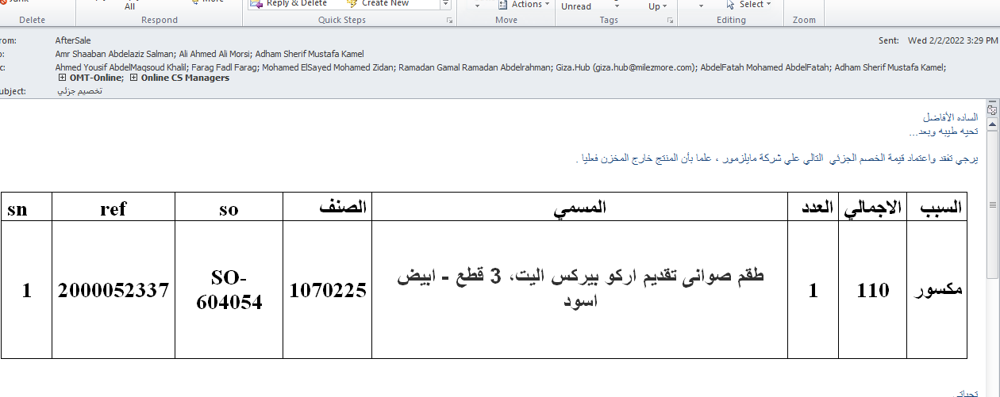 Reply & Delete
Create New
More
All
Actions
Unread
Up
Select
Delete
Respond
Quick Steps
Move
Tags
Editing
Zoom
AfterSale
Sent: Wed 2/2/2022 3:29 PM
Amr Shaaban Abdelaziz Salman; Ali Ahmed Ali Morsi; Adham Sherif Mustafa Kamel
Ahmed Yousif AbdelMaqsoud Khalil; Farag Fadl Farag; Mohamed ElSayed Mohamed Zidan; Ramadan Gamal Ramadan Abdelrahman; Giza.Hub (giza.hub@milezmore.com); AbdelFatah Mohamed AbdelFatah; Adham Sherif Mustafa Kamel;
OMT-Online; Online CS Managers
تخصيم جزئي
الساده الأفاضل
تحيه طيبه وبعد...
يرجي تفقد واعتماد قيمة الخصم الجزئي التالي علي شركة مايلزمور ، علما بأن المنتج خارج المخزن فعليا .
sn ref so الصنف المسمي العدد الاجمالي السبب
1 2000052337 SO-604054 1070225 طقم صوانى تقديم اركو بيركس اليت، 3 قطع - ابيض اسود 1 110 مكسور